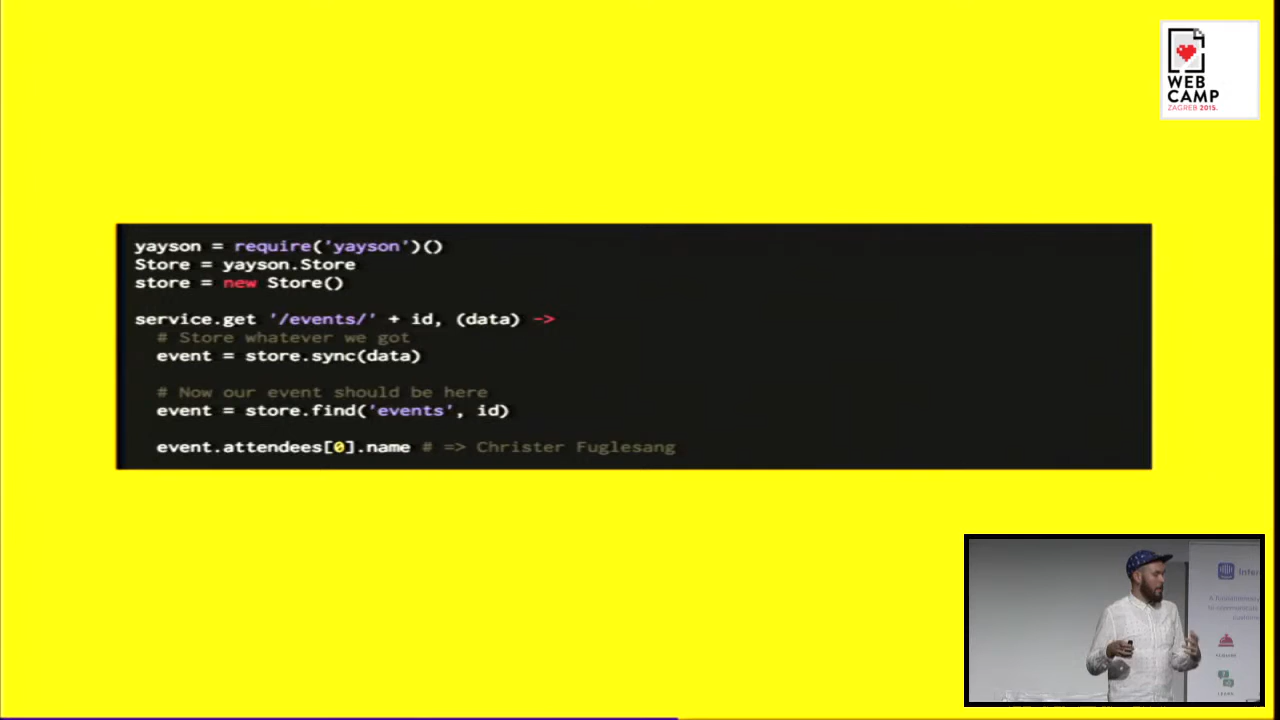 WEB
CAMP
ZAGREB 2015.
yayson = require('yayson')()
Store = yayson.Store
store = new Store()
service.get '/events/' + id, (data) ->
# Store whatever we got
event = store.sync(data)
# Now our event should be here
event = store.find('events', id)
event.attendees[0].name # => Christer Fuglesang
inter
LEARN